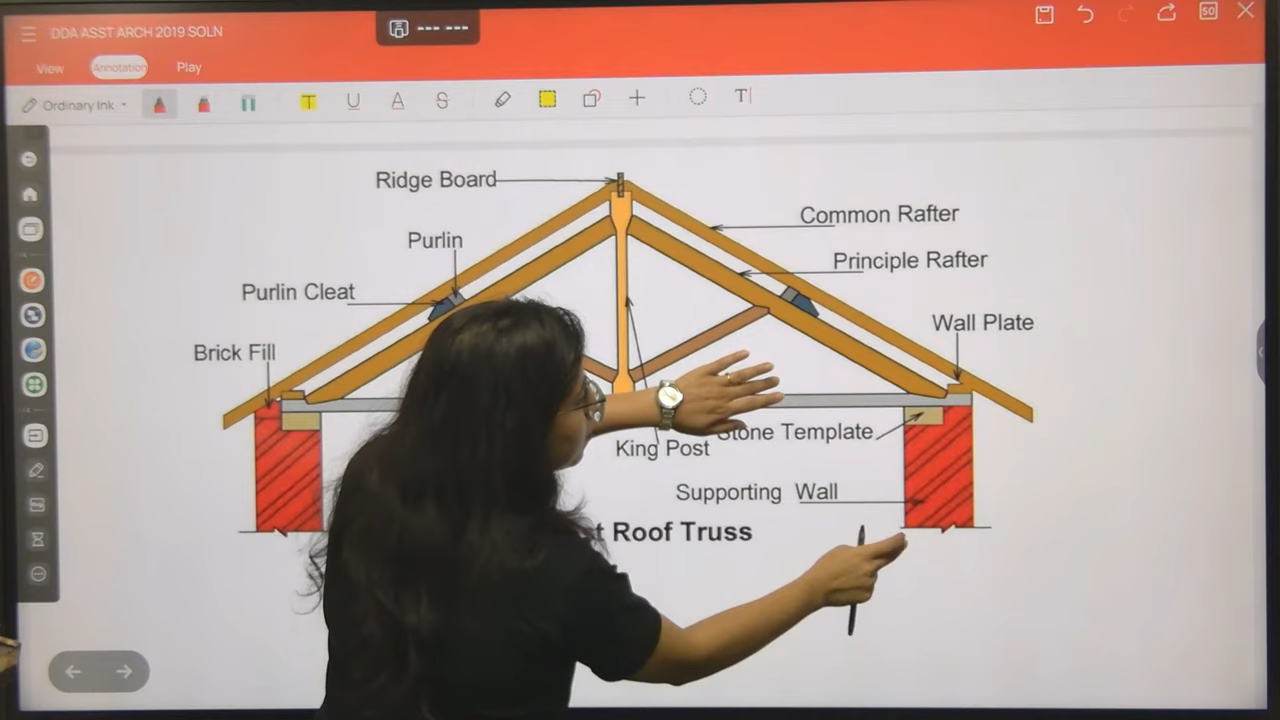 DDA ASST ARCH 2019 SOLN
50
View Annotation Play
Ordinary Ink T U A S T
Ridge Board
Common Rafter
Purlin
Principle Rafter
Purlin Cleat
Wall Plate
Brick Fill
Stone Template
King Post
Supporting Wall
t Roof Truss